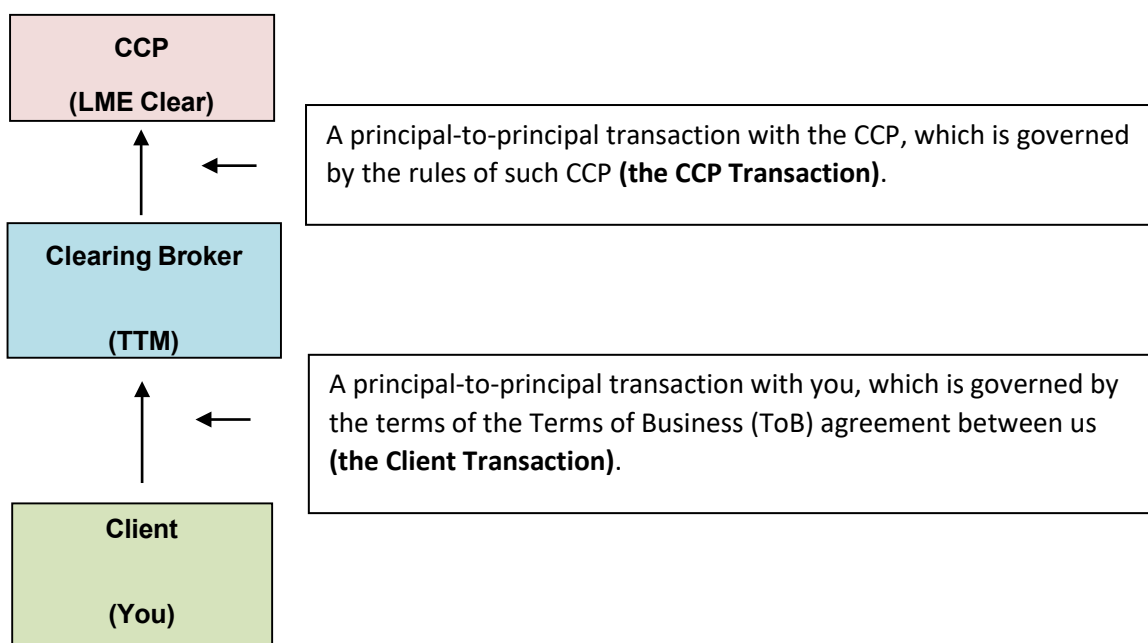 CCP
(LME Clear)
A principal-to-principal transaction with the CCP, which is governed
by the rules of such CCP (the CCP Transaction).
Clearing Broker
(TTM)
A principal-to-principal transaction with you, which is governed by
the terms of the Terms of Business (ToB) agreement between us
(the Client Transaction).
Client
(You)